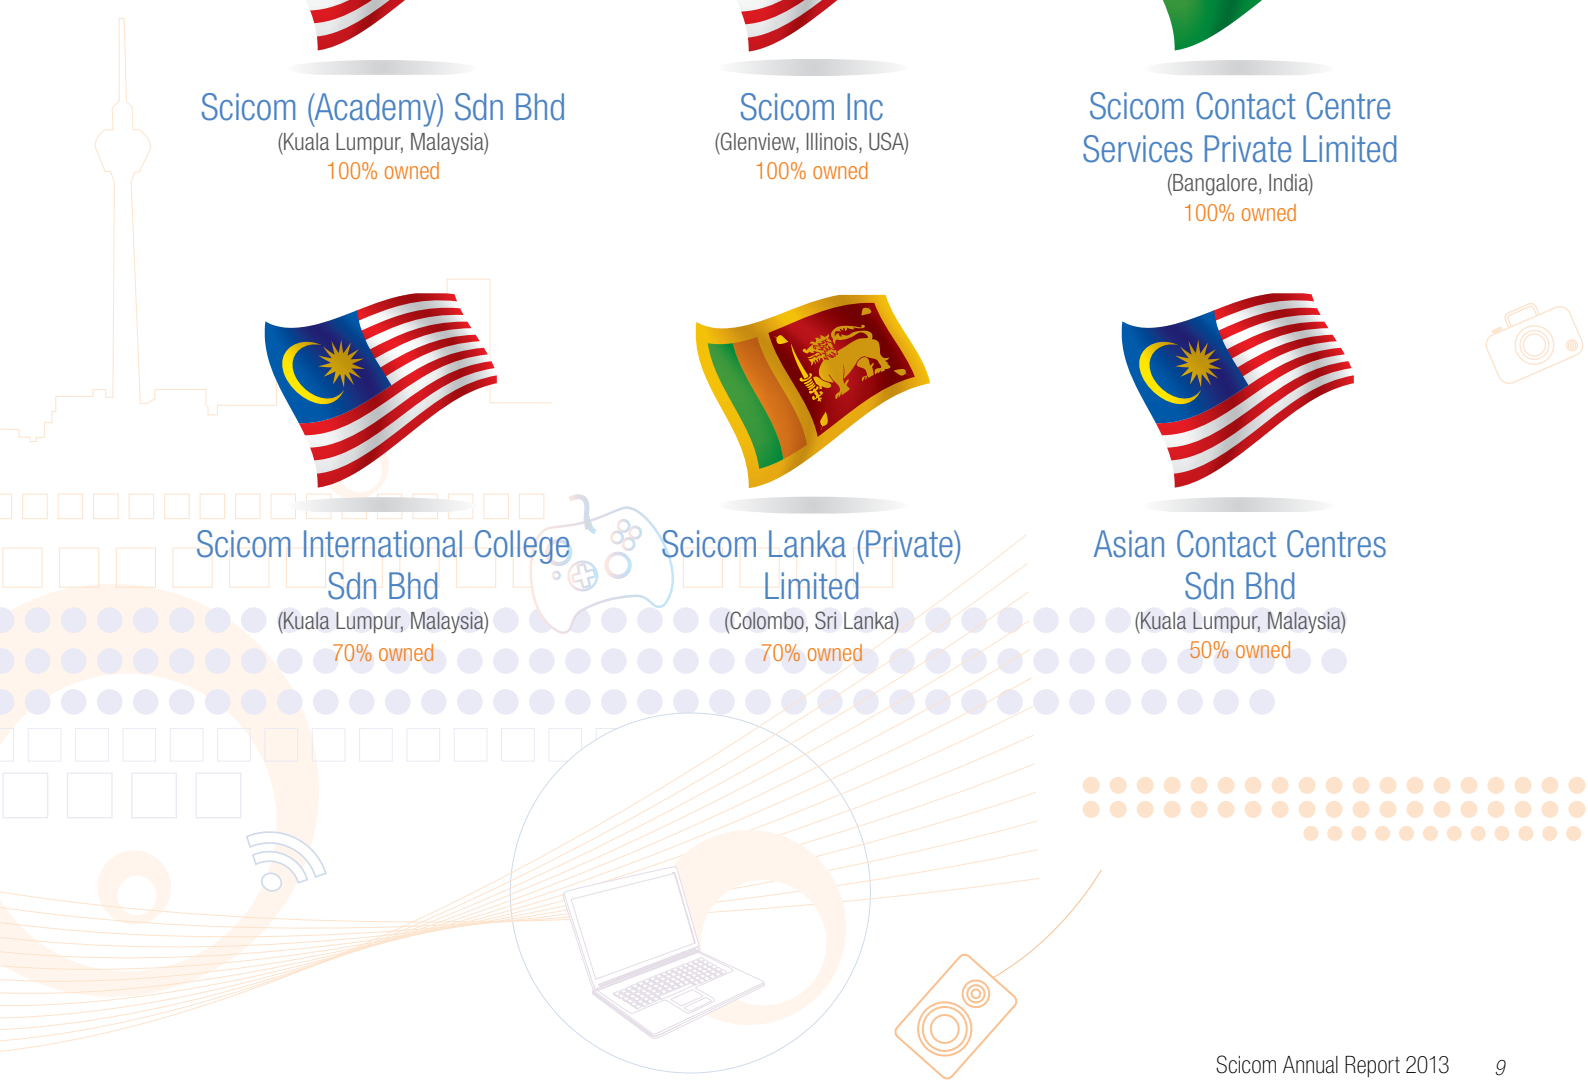 Scicom (Academy) Sdn Bhd
(Kuala Lumpur, Malaysia)
100% owned
Scicom Inc
(Glenview, Illinois, USA)
100% owned
Scicom Contact Centre
Services Private Limited
(Bangalore, India)
100% owned
Scicom International College
Sdn Bhd
(Kuala Lumpur, Malaysia)
70% owned
Scicom Lanka (Private)
Limited
(Colombo, Sri Lanka)
70% owned
Asian Contact Centres
Sdn Bhd
(Kuala Lumpur, Malaysia)
50% owned
Scicom Annual Report 2013 9